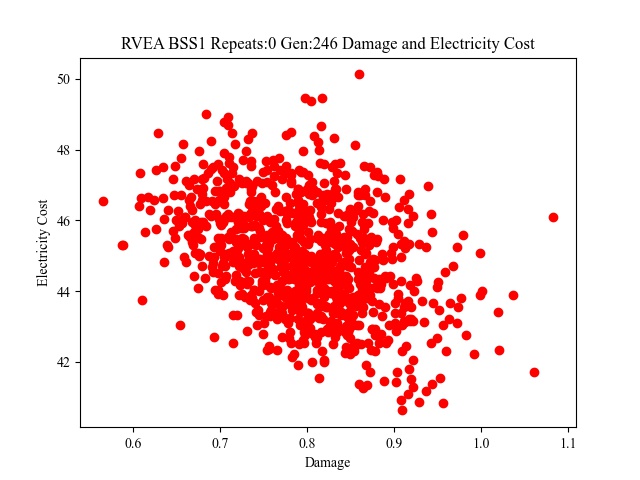 RVEA BSS1 Repeats:0 Gen:246 Damage and Electricity Cost
50
48
46
44
42
Electricity Cost
0.6 0.7 0.8 0.9 1.0 1.1
Damage